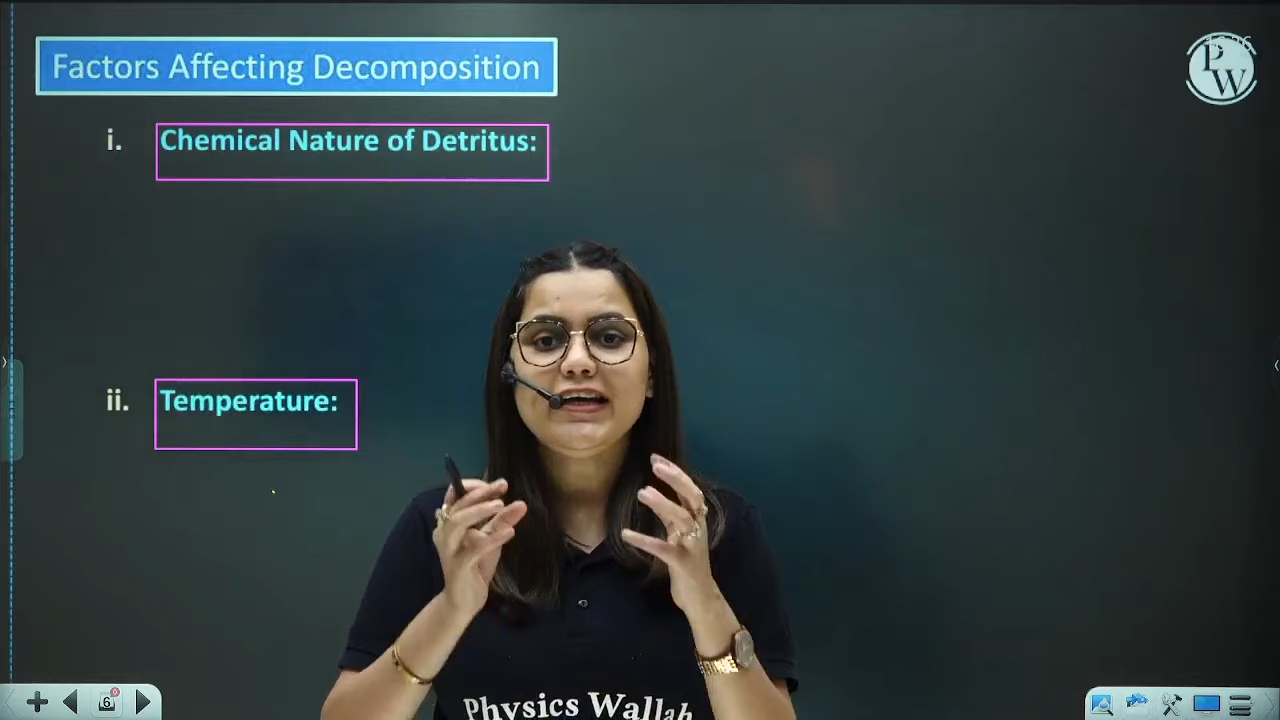 Factors Affecting Decomposition
PW
i. Chemical Nature of Detritus:
ii. Temperature:
Physics Wallah
6